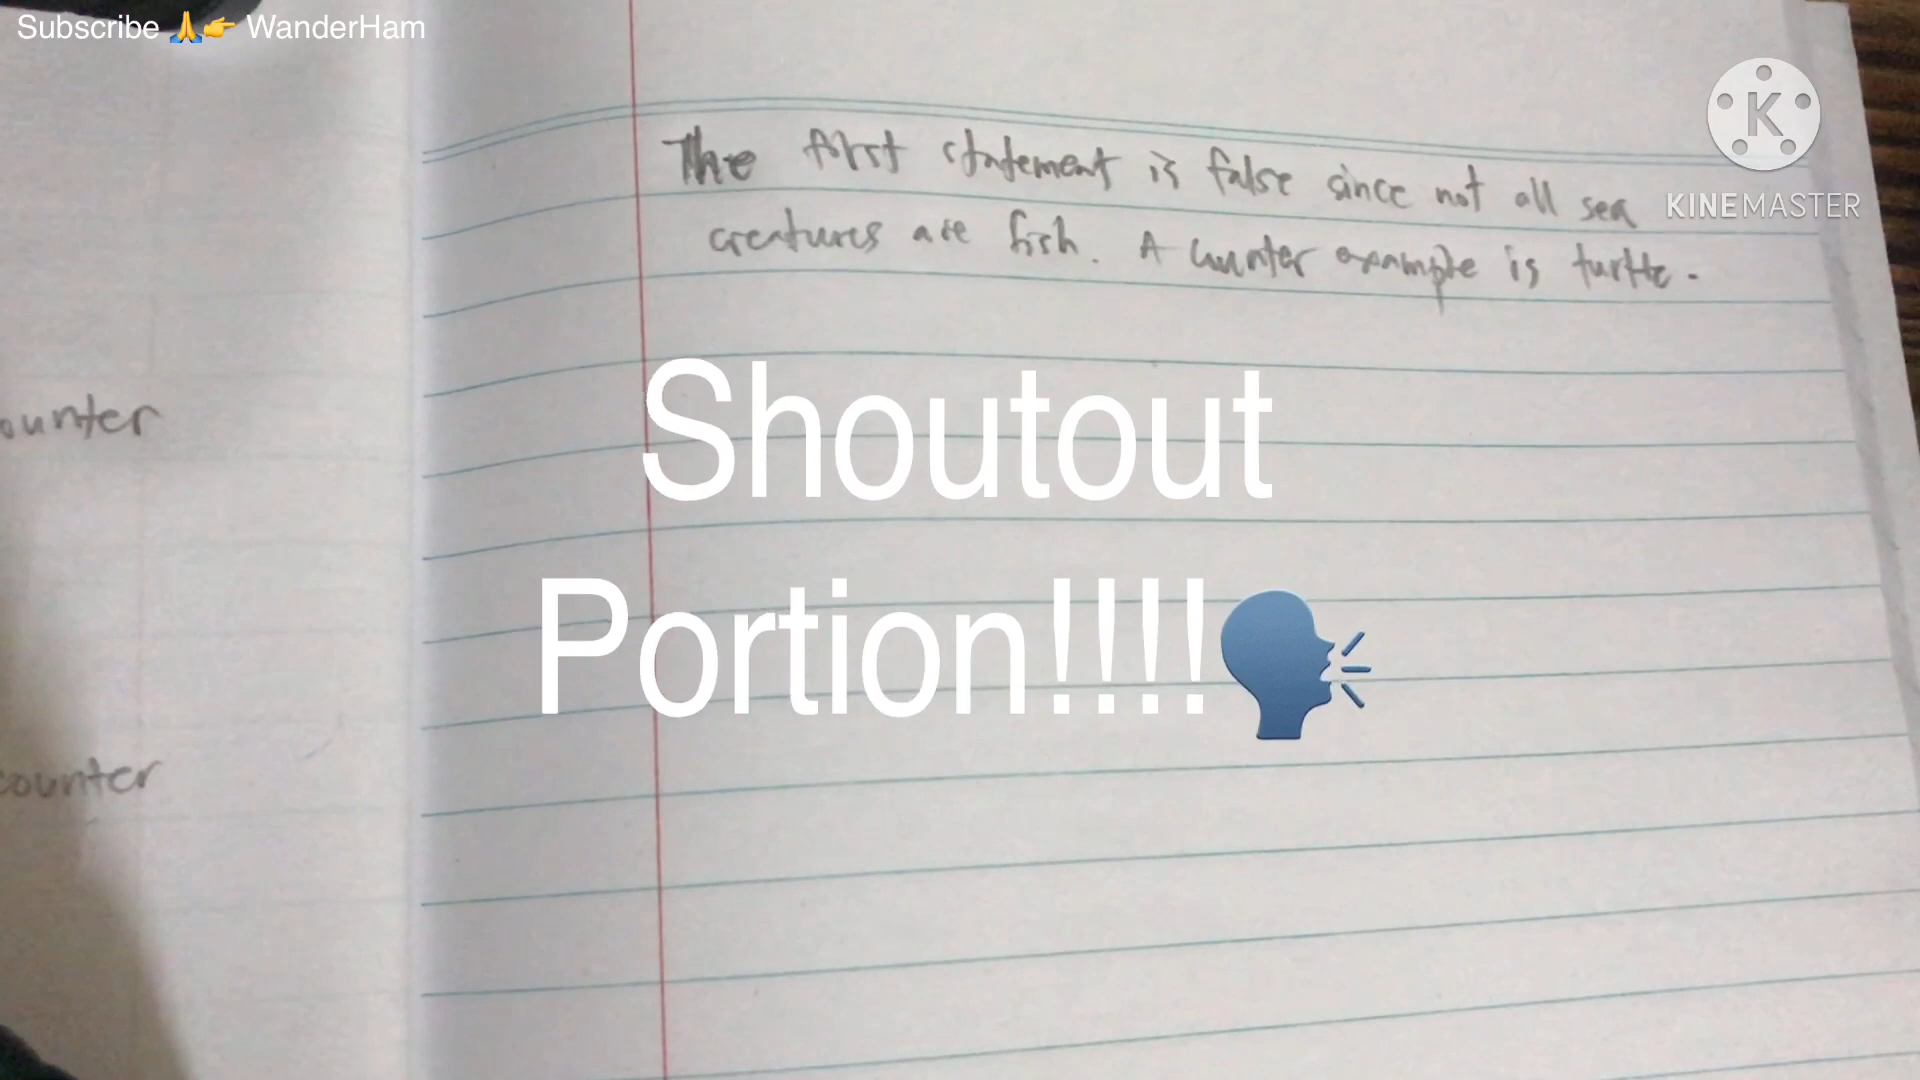 Subscribe 🙏👉 WanderHam
KINEMASTER
The first statement is false since not all sea
creatures are fish. A counter example is turtle.
ounter
Shoutout
Portion!!!!🗣
counter